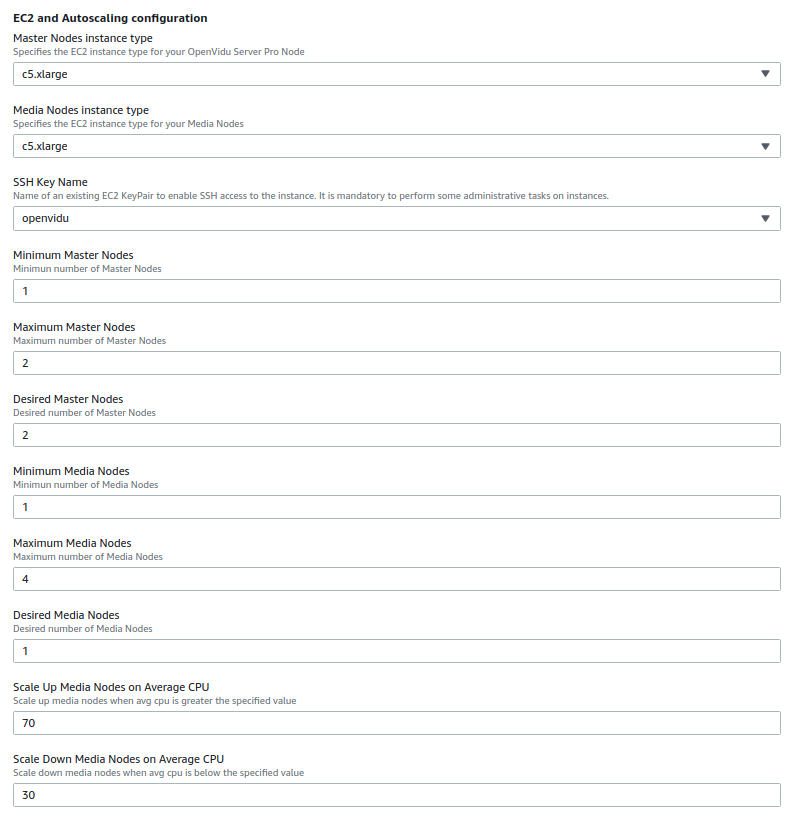 EC2 and Autoscaling configuration
Master Nodes instance type
Specifies the EC2 instance type for your OpenVidu Server Pro Node
c5.xlarge
Media Nodes instance type
Specifies the EC2 instance type for your Media Nodes
c5.xlarge
SSH Key Name
Name of an existing EC2 KeyPair to enable SSH access to the instance. It is mandatory to perform some administrative tasks on instances.
openvidu
Minimum Master Nodes
Minimun number of Master Nodes
1
Maximum Master Nodes
Maximum number of Master Nodes
2
Desired Master Nodes
Desired number of Master Nodes
2
Minimum Media Nodes
Minimun number of Media Nodes
1
Maximum Media Nodes
Maximum number of Media Nodes
4
Desired Media Nodes
Desired number of Media Nodes
1
Scale Up Media Nodes on Average CPU
Scale up media nodes when avg cpu is greater the specified value
70
Scale Down Media Nodes on Average CPU
Scale down media nodes when avg cpu is below the specified value
30